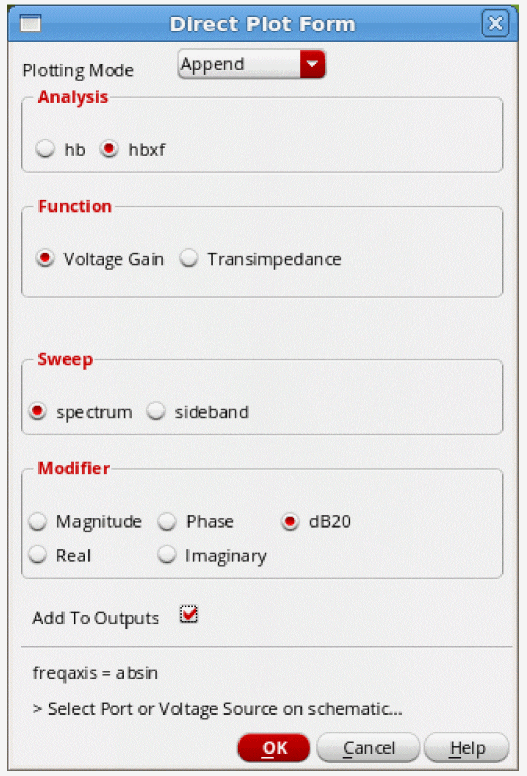 Direct Plot Form
Plotting Mode Append
Analysis
hb hbxf
Function
Voltage Gain Transimpedance
Sweep
spectrum sideband
Modifier
Magnitude Phase dB20
Real Imaginary
Add To Outputs
freqaxis = absin
> Select Port or Voltage Source on schematic...
OK Cancel Help